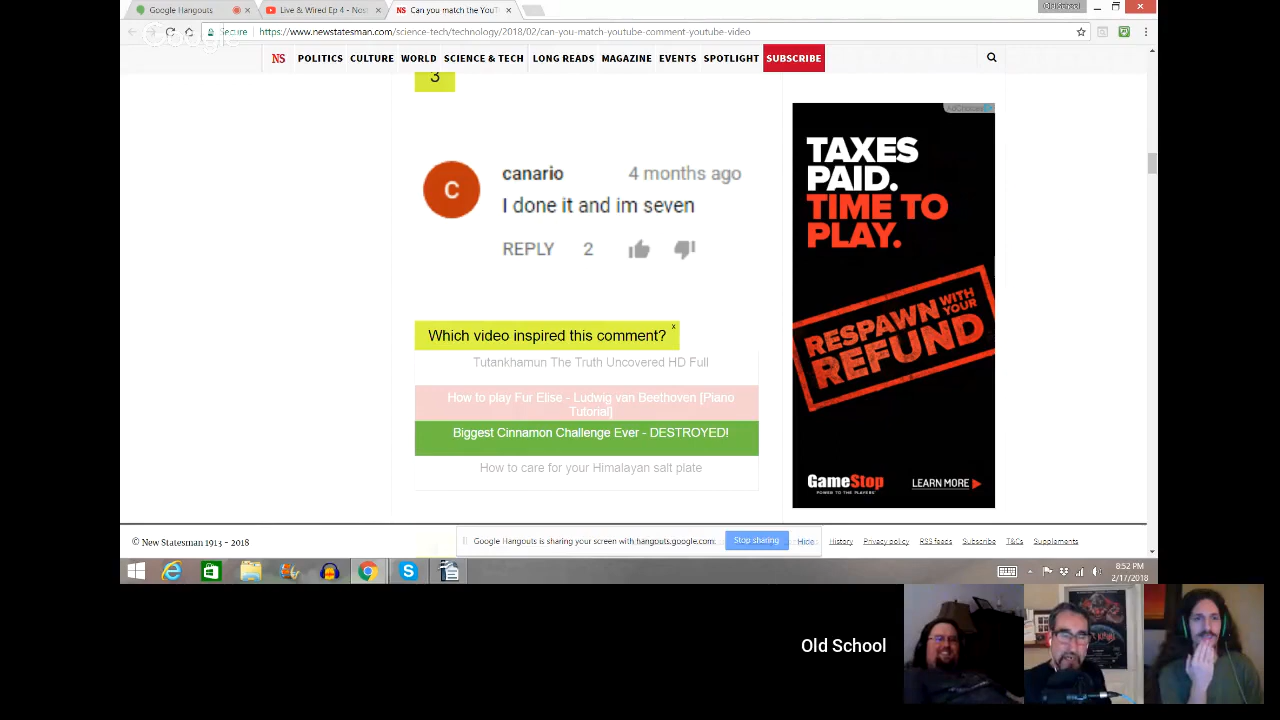 Google Hangouts
Live & Wired Ep 4 - Nost
Can you match the YouT
Old School
Secure
https://www.newstatesman.com/science-tech/technology/2018/02/can-you-match-youtube-comment-youtube-video
Google
NS POLITICS CULTURE WORLD SCIENCE & TECH LONG READS MAGAZINE EVENTS SPOTLIGHT SUBSCRIBE
3
canario 4 months ago
I done it and im seven
REPLY 2
Which video inspired this comment? x
Tutankhamun The Truth Uncovered HD Full
How to play Fur Elise - Ludwig van Beethoven [Piano
Tutorial]
Biggest Cinnamon Challenge Ever - DESTROYED!
How to care for your Himalayan salt plate
AdChoices
TAXES
PAID.
TIME TO
PLAY.
RESPAWN WITH YOUR
REFUND
GameStop
POWER TO THE PLAYERS
LEARN MORE
© New Statesman 1913 - 2018
Google Hangouts is sharing your screen with hangouts.google.com.
Stop sharing
Hide
History Privacy policy RSS feeds Subscribe T&Cs Supplements
8:52 PM
2/17/2018
Old School